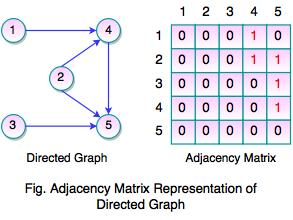 1 4
2
3 5
Directed Graph
1 2 3 4 5
1 0 0 0 1 0
2 0 0 0 1 1
3 0 0 0 0 1
4 0 0 0 0 1
5 0 0 0 0 0
Adjacency Matrix
Fig. Adjacency Matrix Representation of
Directed Graph